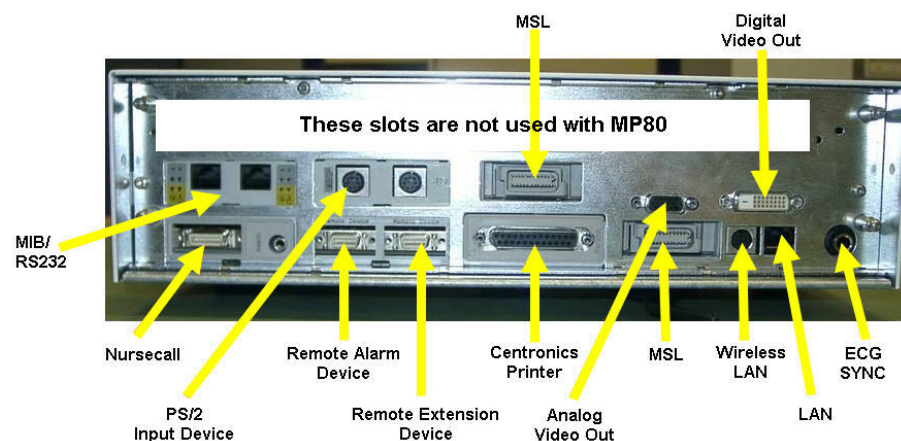 MSL
Digital
Video Out
These slots are not used with MP80
MIB/
RS232
Nursecall
Remote Alarm
Device
Centronics
Printer
MSL
Wireless
LAN
ECG
SYNC
PS/2
Input Device
Remote Extension
Device
Analog
Video Out
LAN